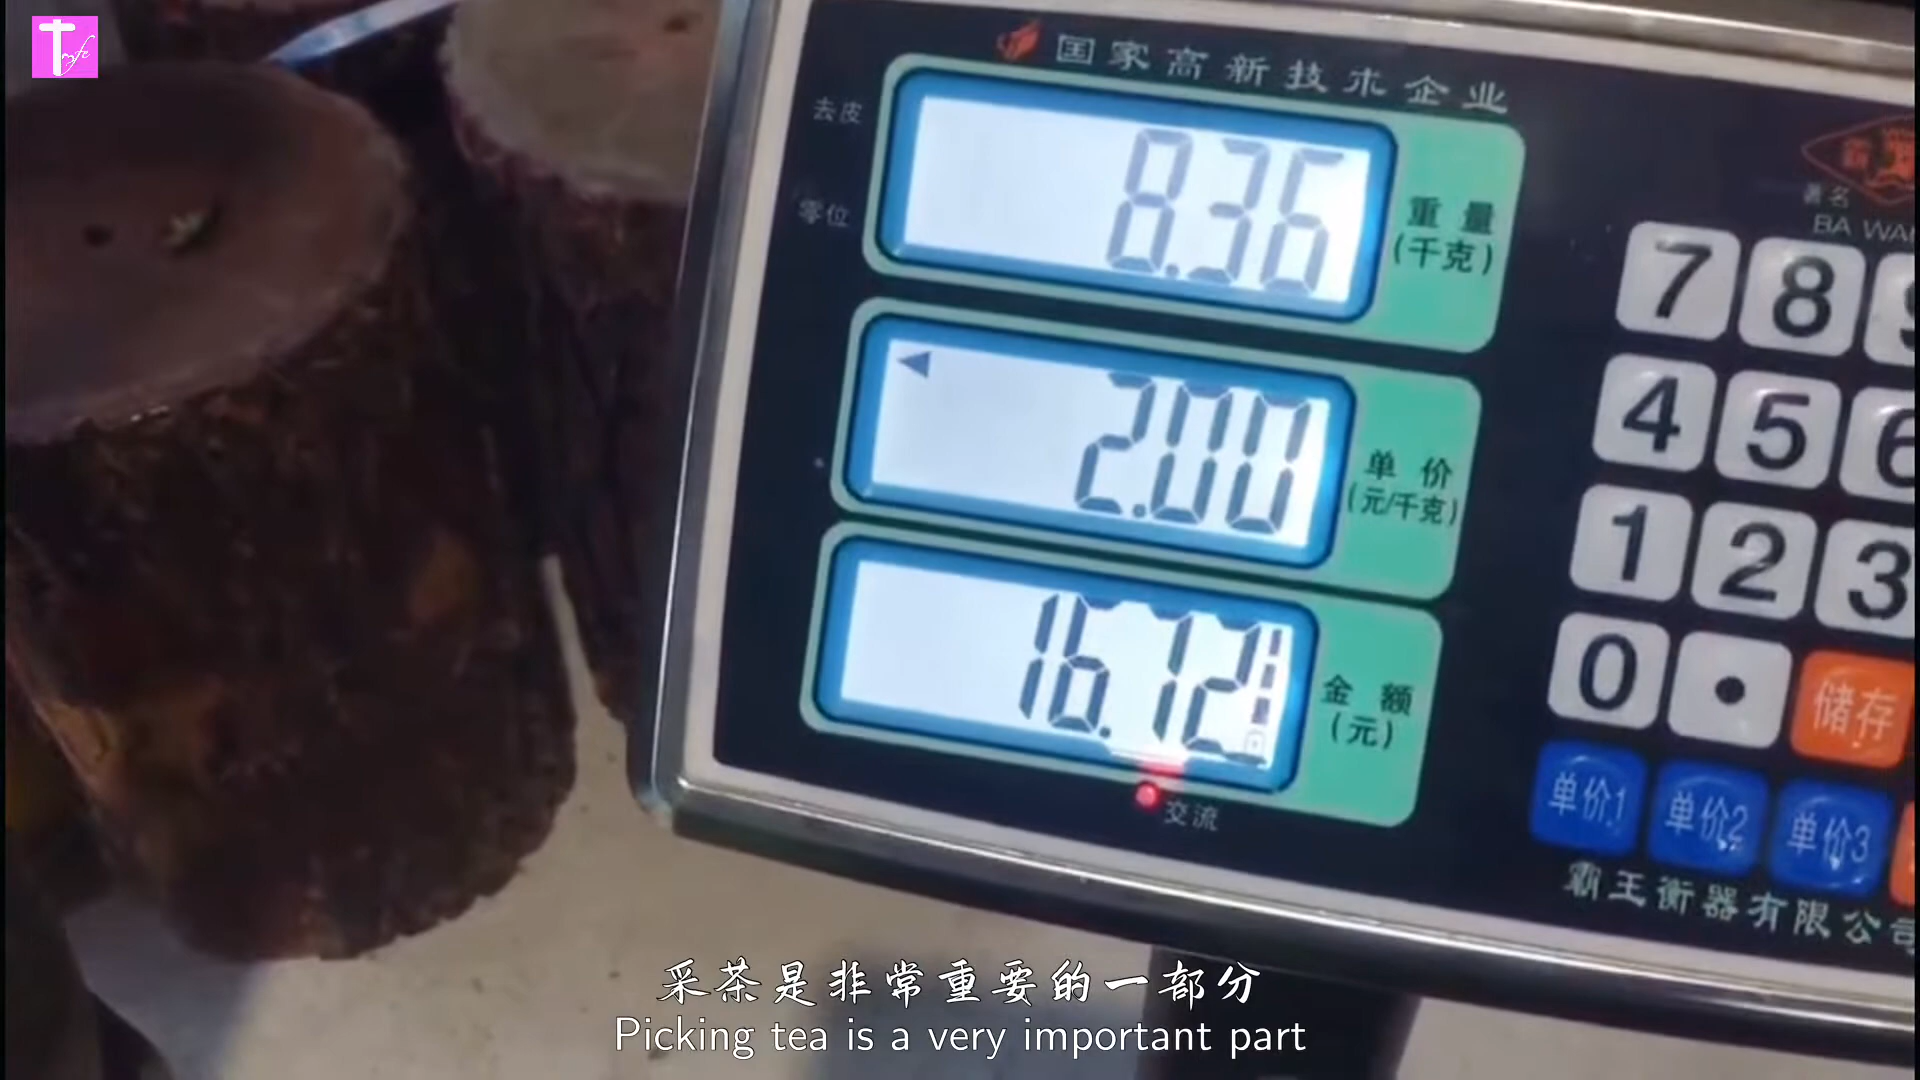 国家高新技术企业
去皮
零位
8.36
重量
(千克)
2.00
单价
(元/千克)
16.72
金额
(元)
交流
著名
BA WA
7 8
4 5 6
1 2 3
0 .
储存
单价1 单价2 单价3
霸王衡器有限公司
采茶是非常重要的一部分
Picking tea is a very important part